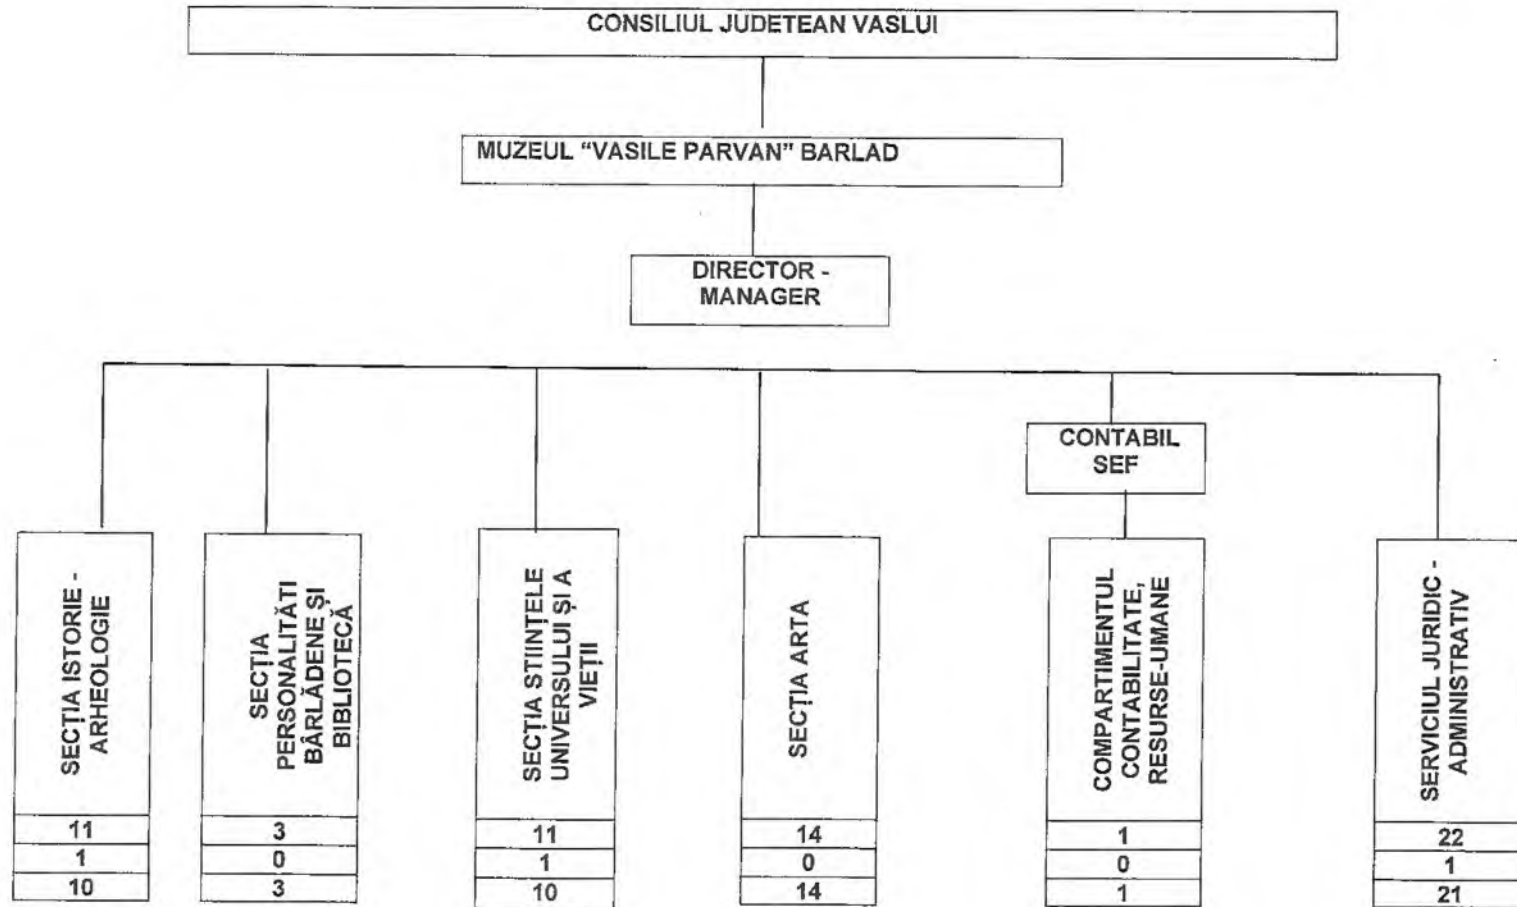 CONSILIUL JUDETEAN VASLUI
MUZEUL “VASILE PARVAN” BARLAD
DIRECTOR -
MANAGER
CONTABIL
SEF
SECȚIA ISTORIE -
ARHEOLOGIE
11
1
10
SECȚIA
PERSONALITĂTI
BÂRLĂDENE ȘI
BIBLIOTECĂ
3
0
3
SECȚIA STIINȚELE
UNIVERSULUI ȘI A
VIEȚII
11
1
10
SECȚIA ARTA
14
0
14
COMPARTIMENTUL
CONTABILITATE,
RESURSE-UMANE
1
0
1
SERVICIUL JURIDIC -
ADMINISTRATIV
22
1
21